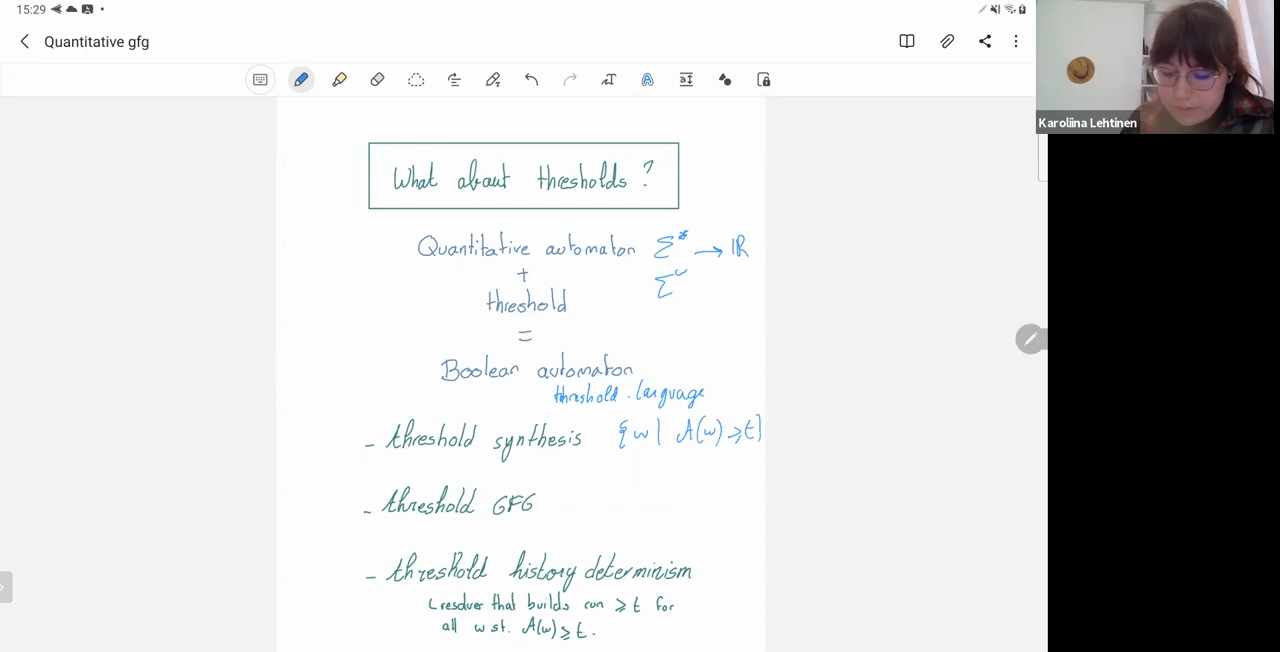 15:29
Quantitative gfg
Karoliina Lehtinen
What about thresholds ?
Quantitative automaton Σ* → ℝ
+ Σ^ω
threshold
=
Boolean automaton
threshold . language
- threshold synthesis {w | A(w) ≥ t}
- threshold GFG
- threshold history determinism
↳ resolver that builds run ≥ t for
all w st. A(w) ≥ t.